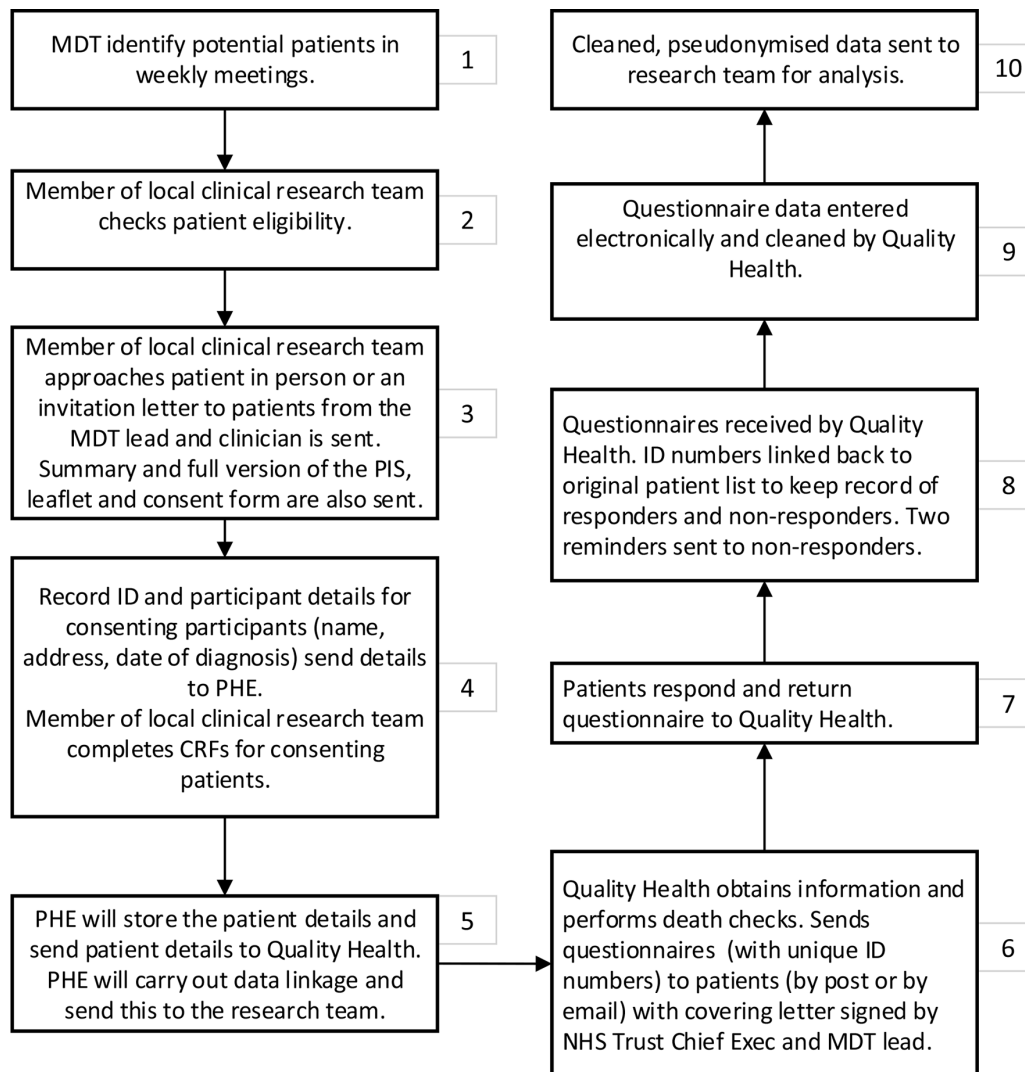 MDT identify potential patients in
weekly meetings.
1
Member of local clinical research team
checks patient eligibility.
2
Member of local clinical research team
approaches patient in person or an
invitation letter to patients from the
MDT lead and clinician is sent.
Summary and full version of the PIS,
leaflet and consent form are also sent.
3
Record ID and participant details for
consenting participants (name,
address, date of diagnosis) send details
to PHE.
Member of local clinical research team
completes CRFs for consenting
patients.
4
PHE will store the patient details and
send patient details to Quality Health.
PHE will carry out data linkage and
send this to the research team.
5
Quality Health obtains information and
performs death checks. Sends
questionnaires (with unique ID
numbers) to patients (by post or by
email) with covering letter signed by
NHS Trust Chief Exec and MDT lead.
6
Patients respond and return
questionnaire to Quality Health.
7
Questionnaires received by Quality
Health. ID numbers linked back to
original patient list to keep record of
responders and non-responders. Two
reminders sent to non-responders.
8
Questionnaire data entered
electronically and cleaned by Quality
Health.
9
Cleaned, pseudonymised data sent to
research team for analysis.
10